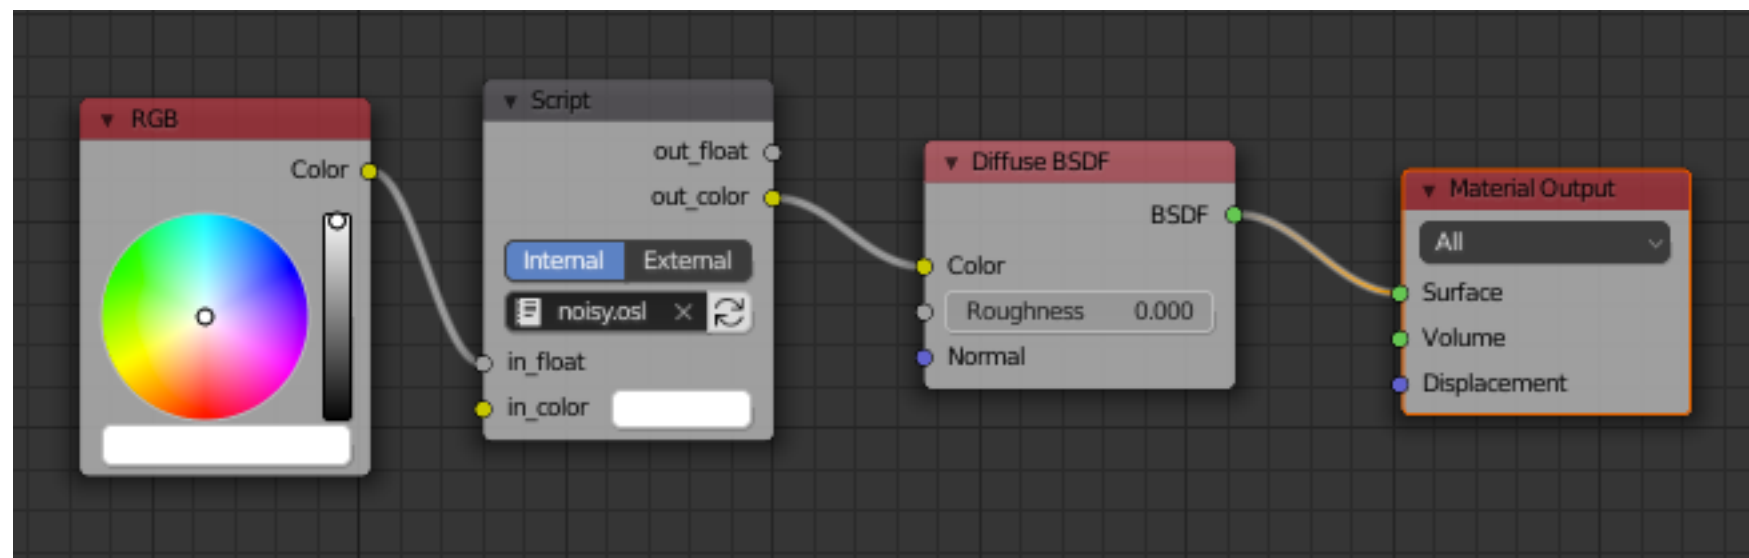 RGB
Color
Script
out_float
out_color
Internal External
noisy.osl
in_float
in_color
Diffuse BSDF
BSDF
Color
Roughness 0.000
Normal
Material Output
All
Surface
Volume
Displacement